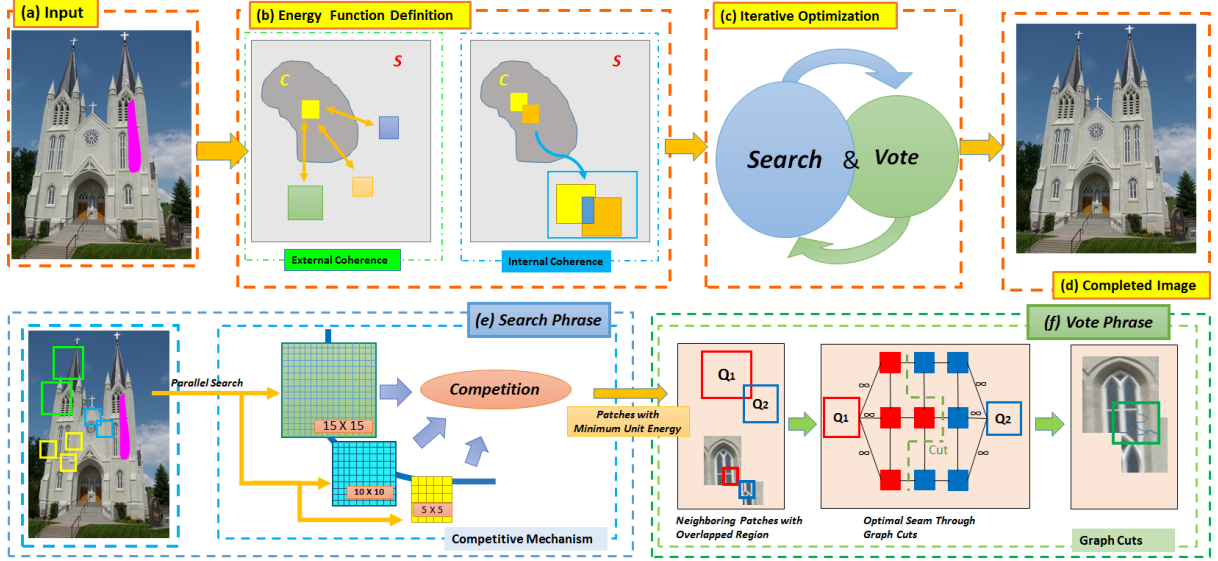 (a) Input
(b) Energy Function Definition
C
S
External Coherence
C
S
Internal Coherence
(c) Iterative Optimization
Search & Vote
(d) Completed Image
(e) Search Phrase
Parallel Search
15 X 15
10 X 10
5 X 5
Competition
Competitive Mechanism
Patches with
Minimum Unit Energy
(f) Vote Phrase
Q1
Q2
Neighboring Patches with
Overlapped Region
Q1
∞
∞
∞
Cut
∞
∞
∞
Q2
Optimal Seam Through
Graph Cuts
Graph Cuts